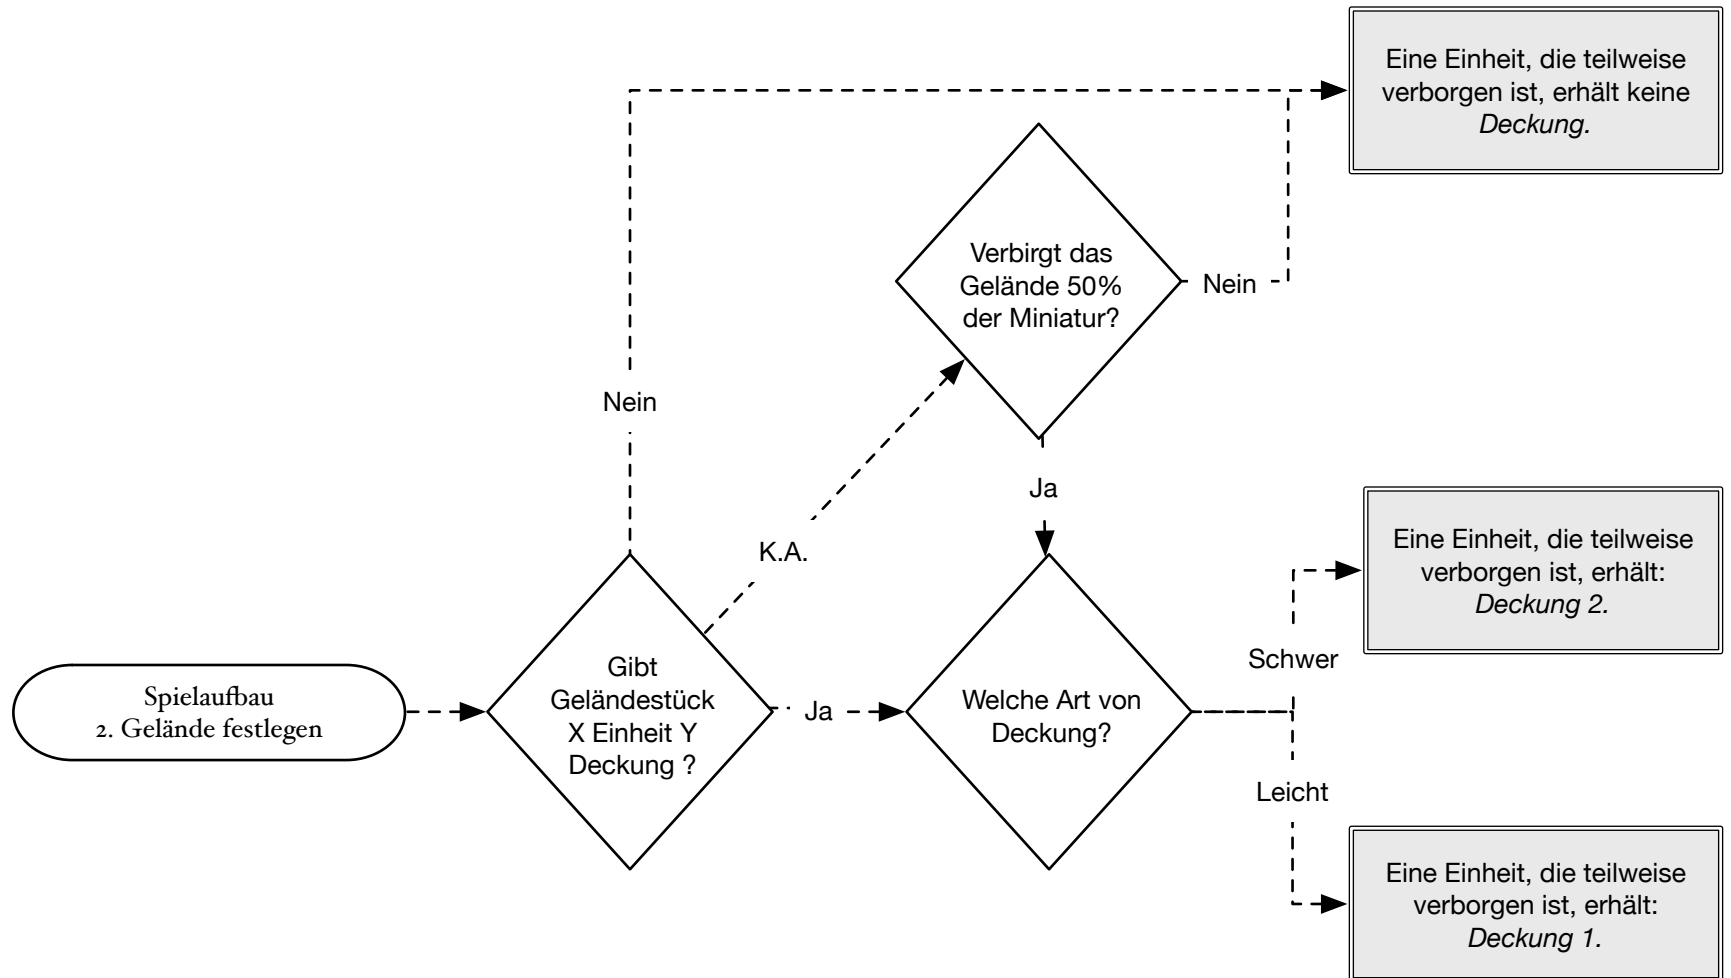 Eine Einheit, die teilweise
verborgen ist, erhält keine
Deckung.
Verbirgt das
Gelände 50%
der Miniatur?
Nein
Nein
Ja
K.A.
Eine Einheit, die teilweise
verborgen ist, erhält:
Deckung 2.
Spielaufbau
2. Gelände festlegen
Gibt
Geländestück
X Einheit Y
Deckung ?
Ja
Welche Art von
Deckung?
Schwer
Leicht
Eine Einheit, die teilweise
verborgen ist, erhält:
Deckung 1.